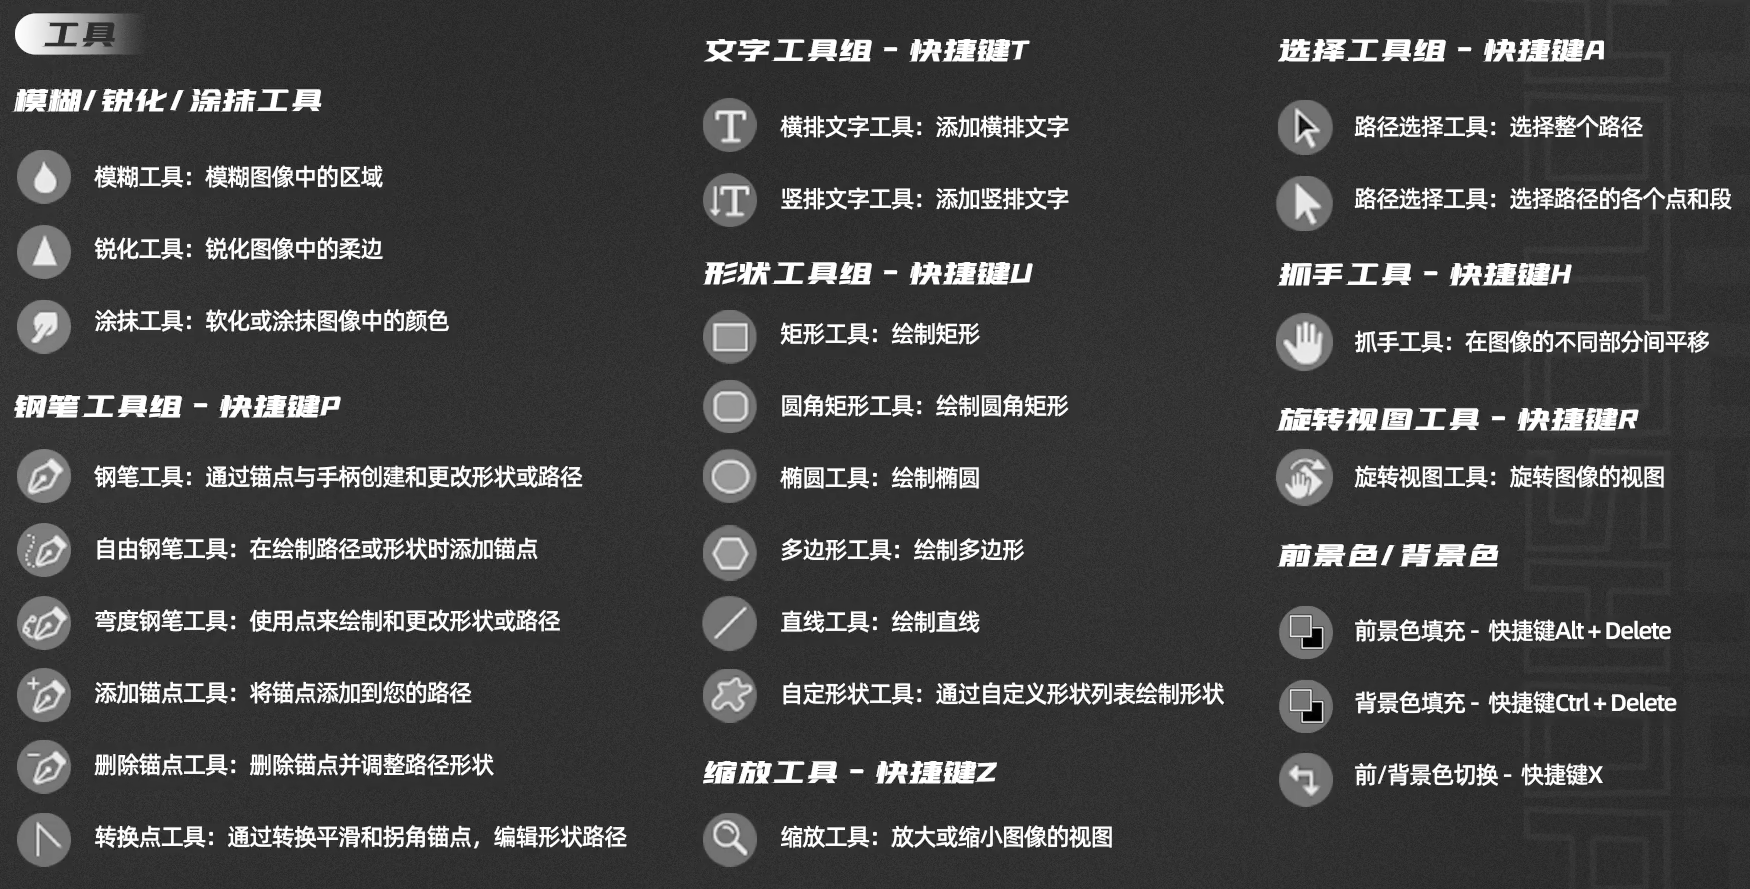 工具
模糊/锐化/涂抹工具
模糊工具：模糊图像中的区域
锐化工具：锐化图像中的柔边
涂抹工具：软化或涂抹图像中的颜色
钢笔工具组 - 快捷键P
钢笔工具：通过锚点与手柄创建和更改形状或路径
自由钢笔工具：在绘制路径或形状时添加锚点
弯度钢笔工具：使用点来绘制和更改形状或路径
添加锚点工具：将锚点添加到您的路径
删除锚点工具：删除锚点并调整路径形状
转换点工具：通过转换平滑和拐角锚点，编辑形状路径
文字工具组 - 快捷键T
横排文字工具：添加横排文字
竖排文字工具：添加竖排文字
形状工具组 - 快捷键U
矩形工具：绘制矩形
圆角矩形工具：绘制圆角矩形
椭圆工具：绘制椭圆
多边形工具：绘制多边形
直线工具：绘制直线
自定形状工具：通过自定义形状列表绘制形状
缩放工具 - 快捷键Z
缩放工具：放大或缩小图像的视图
选择工具组 - 快捷键A
路径选择工具：选择整个路径
路径选择工具：选择路径的各个点和段
抓手工具 - 快捷键H
抓手工具：在图像的不同部分间平移
旋转视图工具 - 快捷键R
旋转视图工具：旋转图像的视图
前景色/背景色
前景色填充 - 快捷键Alt + Delete
背景色填充 - 快捷键Ctrl + Delete
前/背景色切换 - 快捷键X